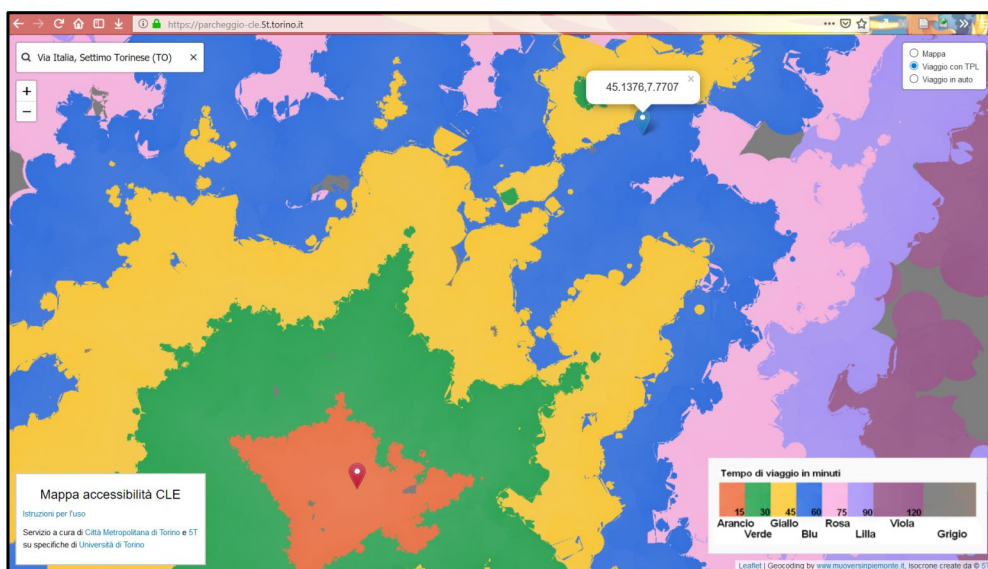 https://parcheggio-cle.5t.torino.it
Via Italia, Settimo Torinese (TO) ×
+
−
45.1376,7.7707
×
Mappa
Viaggio con TPL
Viaggio in auto
Mappa accessibilità CLE
Istruzioni per l'uso
Servizio a cura di Città Metropolitana di Torino e 5T
su specifiche di Università di Torino
Tempo di viaggio in minuti
15 30 45 60 75 90 120
Arancio Giallo Rosa Viola
Verde Blu Lilla Grigio
Leaflet | Geocoding by www.muoversinpiemonte.it, Isocrone create da © 5T